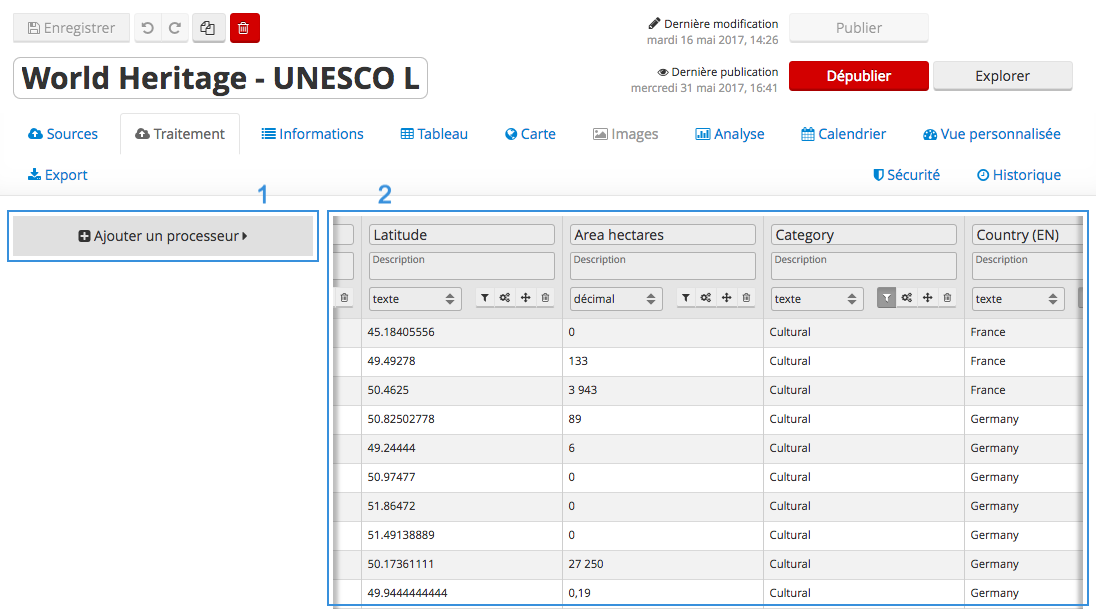 Enregistrer
Dernière modification
mardi 16 mai 2017, 14:26
Publier
World Heritage - UNESCO L
Dernière publication
mercredi 31 mai 2017, 16:41
Dépublier
Explorer
Sources
Traitement
Informations
Tableau
Carte
Images
Analyse
Calendrier
Vue personnalisée
Export
Sécurité
Historique
1
2
Ajouter un processeur
Latitude
Area hectares
Category
Country (EN)
Description
Description
Description
Description
texte
décimal
texte
texte
45.18405556 0 Cultural France
49.49278 133 Cultural France
50.4625 3 943 Cultural France
50.82502778 89 Cultural Germany
49.24444 6 Cultural Germany
50.97477 0 Cultural Germany
51.86472 0 Cultural Germany
51.49138889 0 Cultural Germany
50.17361111 27 250 Cultural Germany
49.9444444444 0,19 Cultural Germany